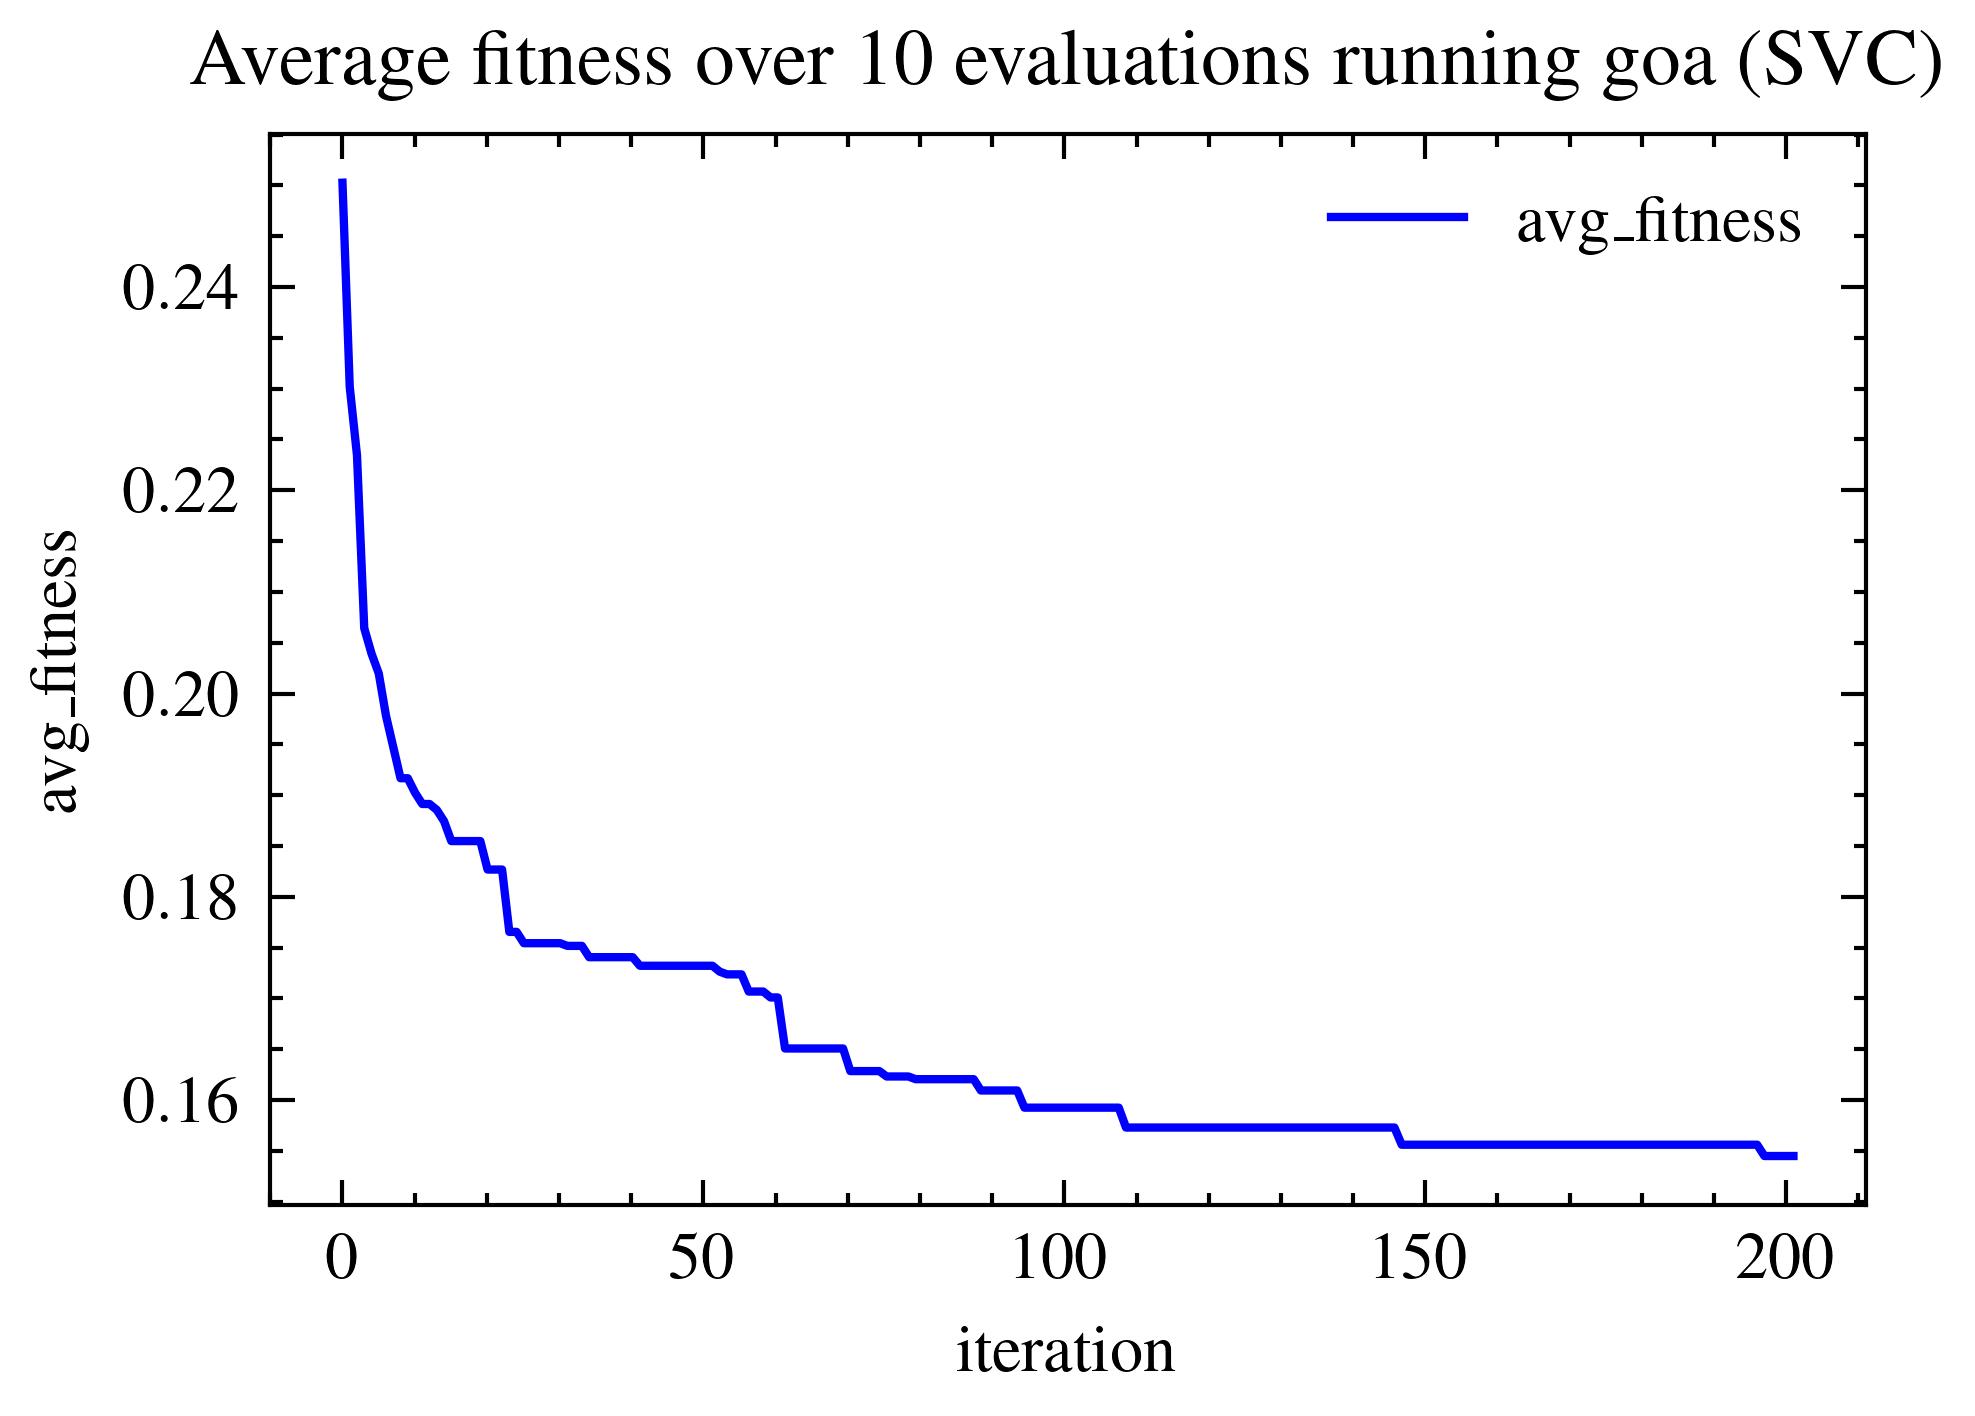 Average fitness over 10 evaluations running goa (SVC)
avg_fitness
0.24
0.22
0.20
0.18
0.16
avg_fitness
0 50 100 150 200
iteration